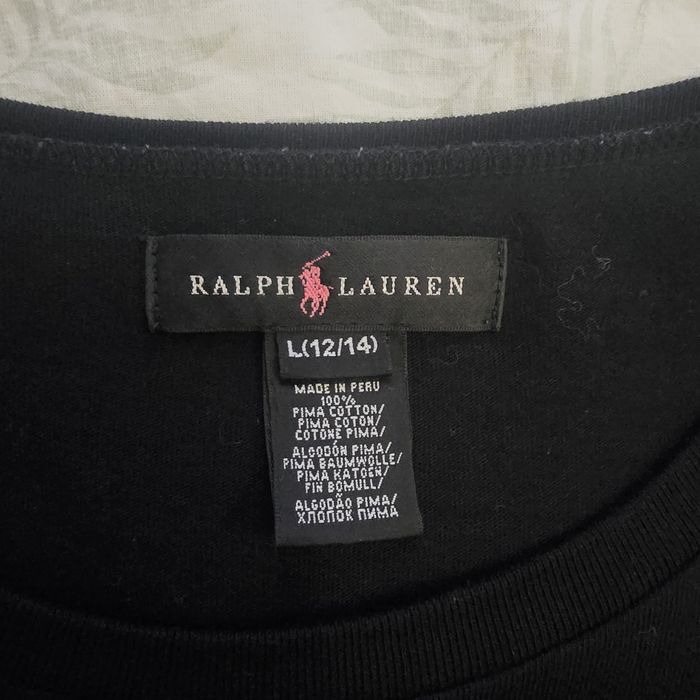 RALPH LAUREN
L(12/14)
MADE IN PERU
100%
PIMA COTTON/
PIMA COTON/
COTONE PIMA/
ALGODÓN PIMA/
PIMA BAUMWOLLE/
PIMA KATOEN/
FIN BOMULL/
ALGODÃO PIMA/
ХЛОПОК ПИМА